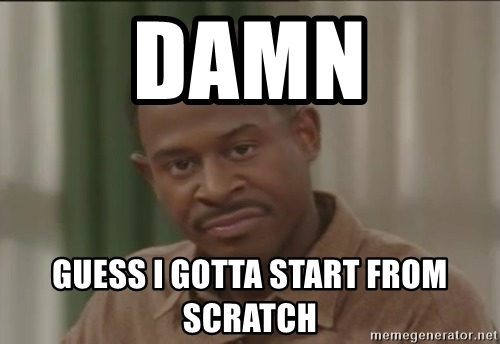 DAMN
GUESS I GOTTA START FROM
SCRATCH
memegenerator.net